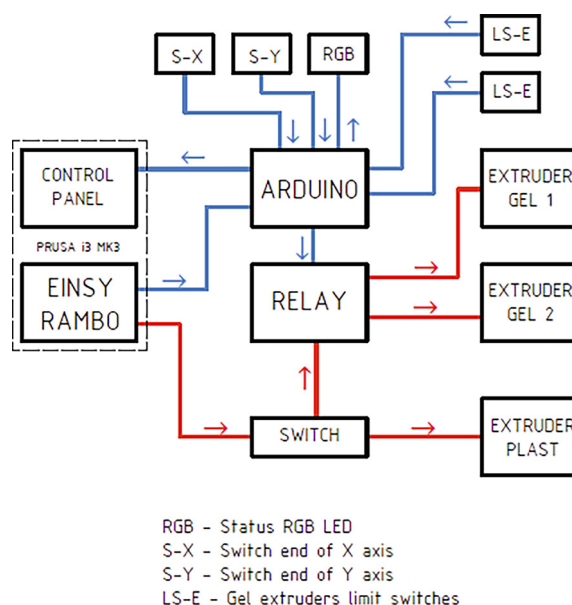 S-X
S-Y
RGB
LS-E
LS-E
CONTROL
PANEL
ARDUINO
EXTRUDER
GEL 1
PRUSA i3 MK3
EINSY
RAMBO
RELAY
EXTRUDER
GEL 2
SWITCH
EXTRUDER
PLAST
RGB - Status RGB LED
S-X - Switch end of X axis
S-Y - Switch end of Y axis
LS-E - Gel extruders limit switches